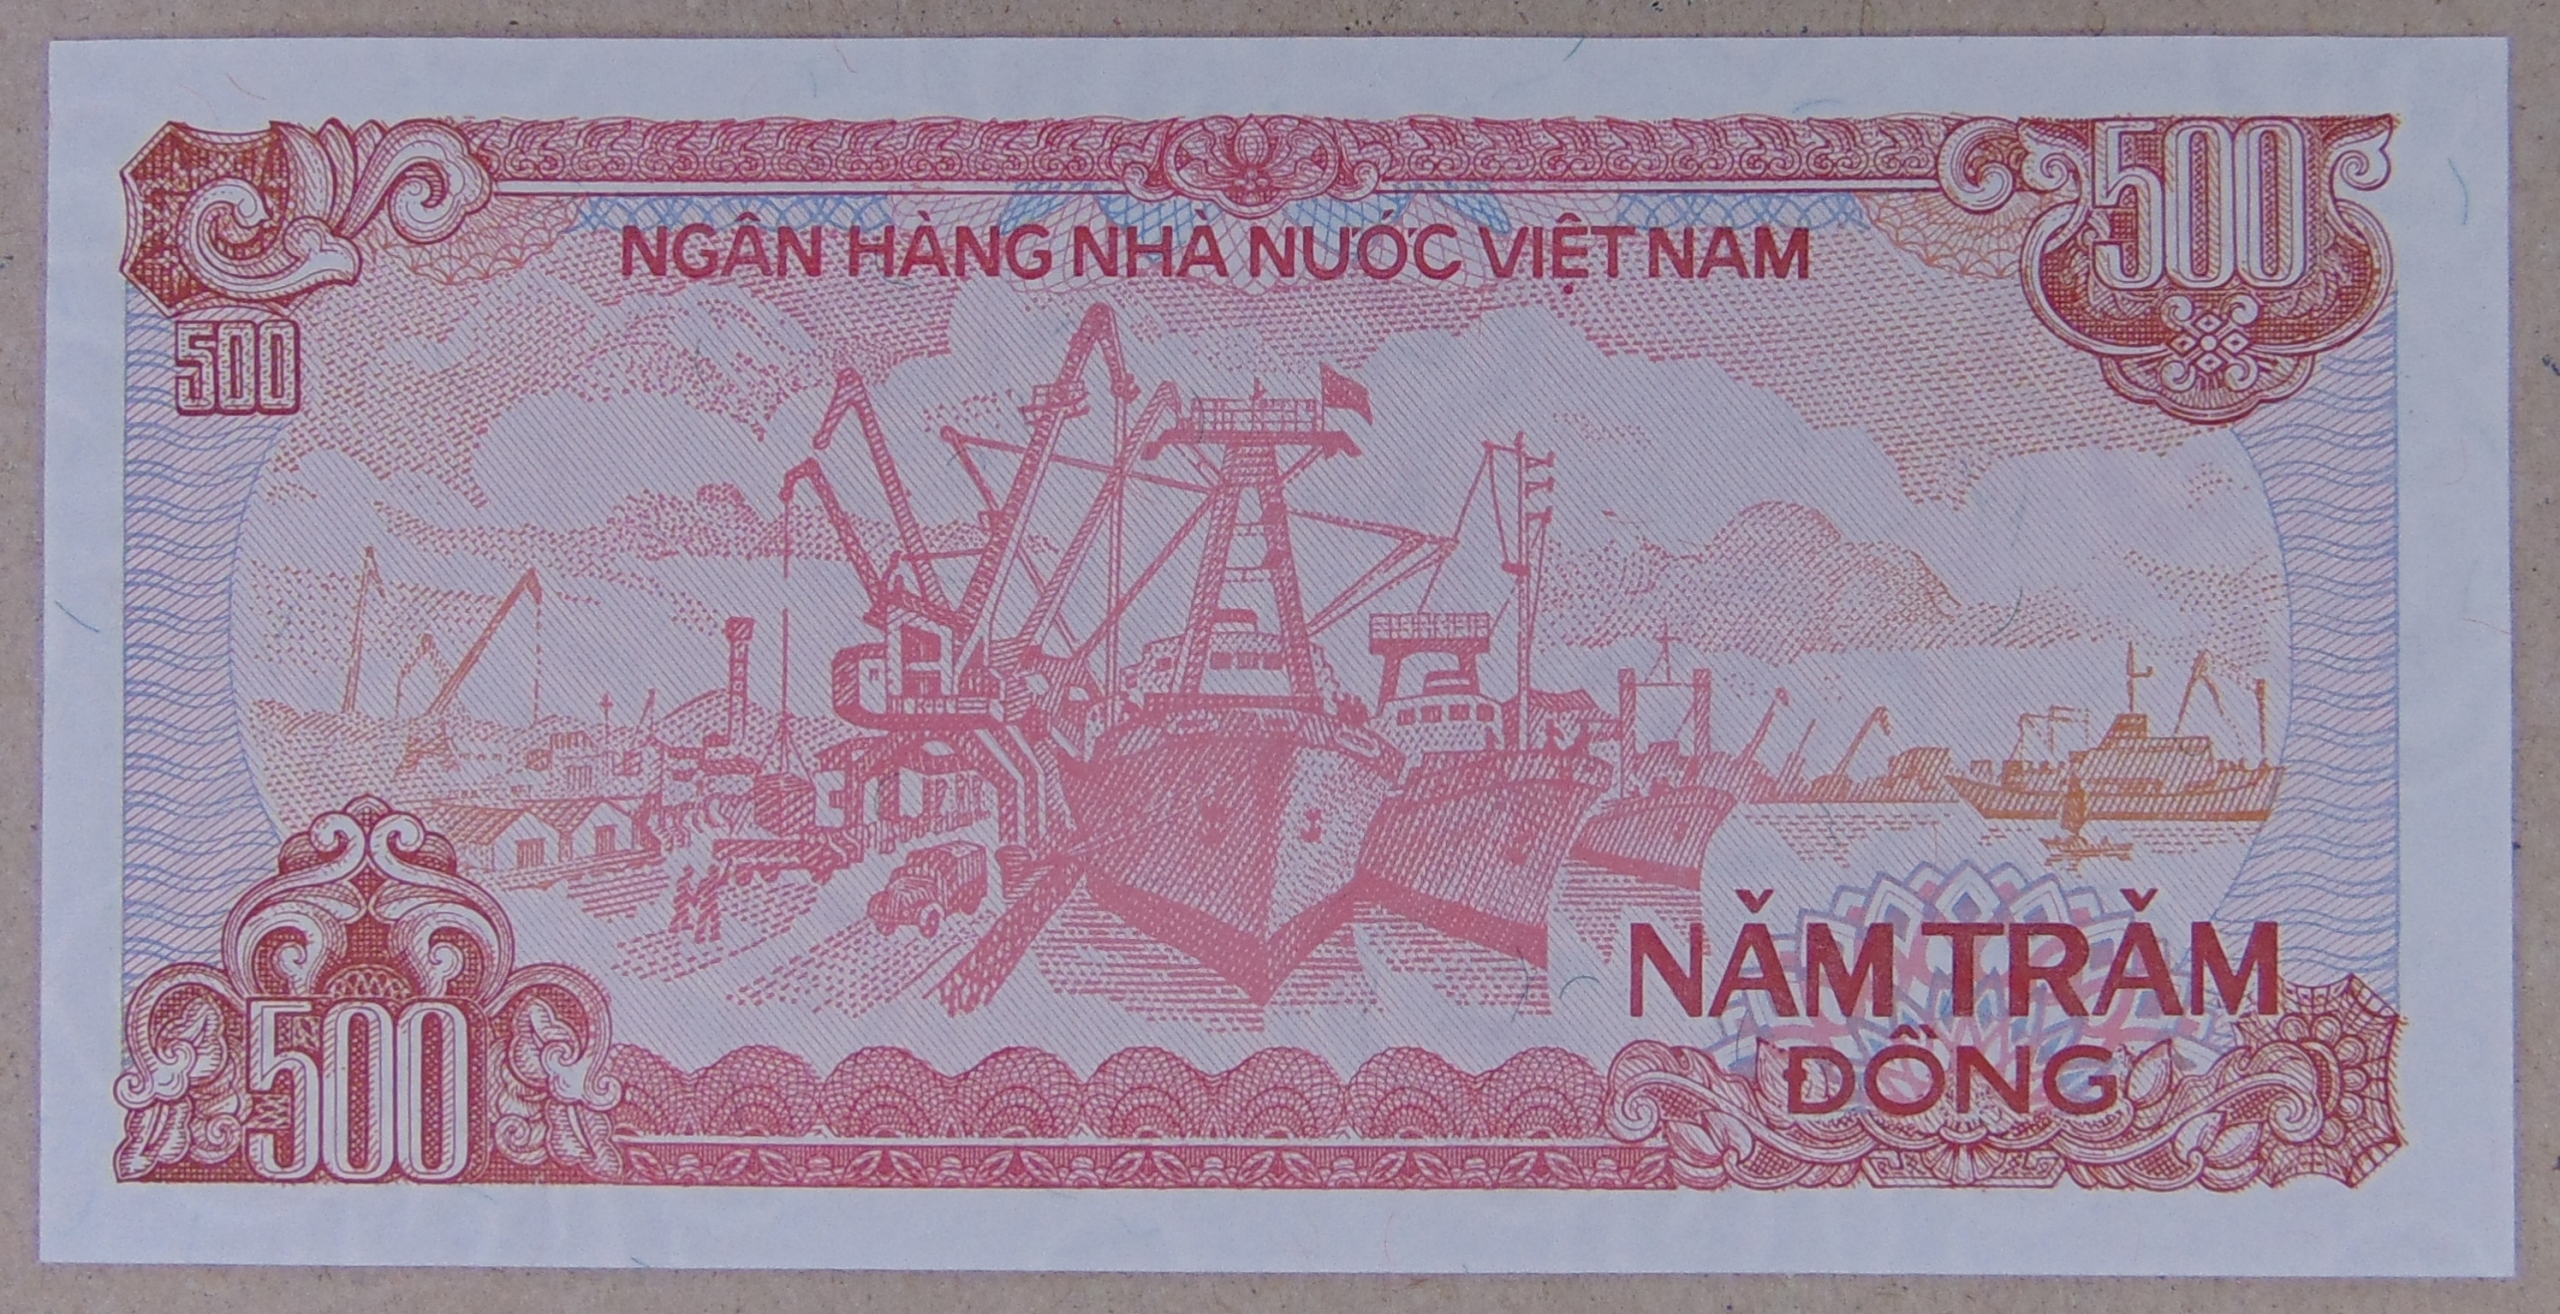 NGÂN HÀNG NHÀ NƯỚC VIỆT NAM
500
500
500
NĂM TRĂM
ĐỒNG